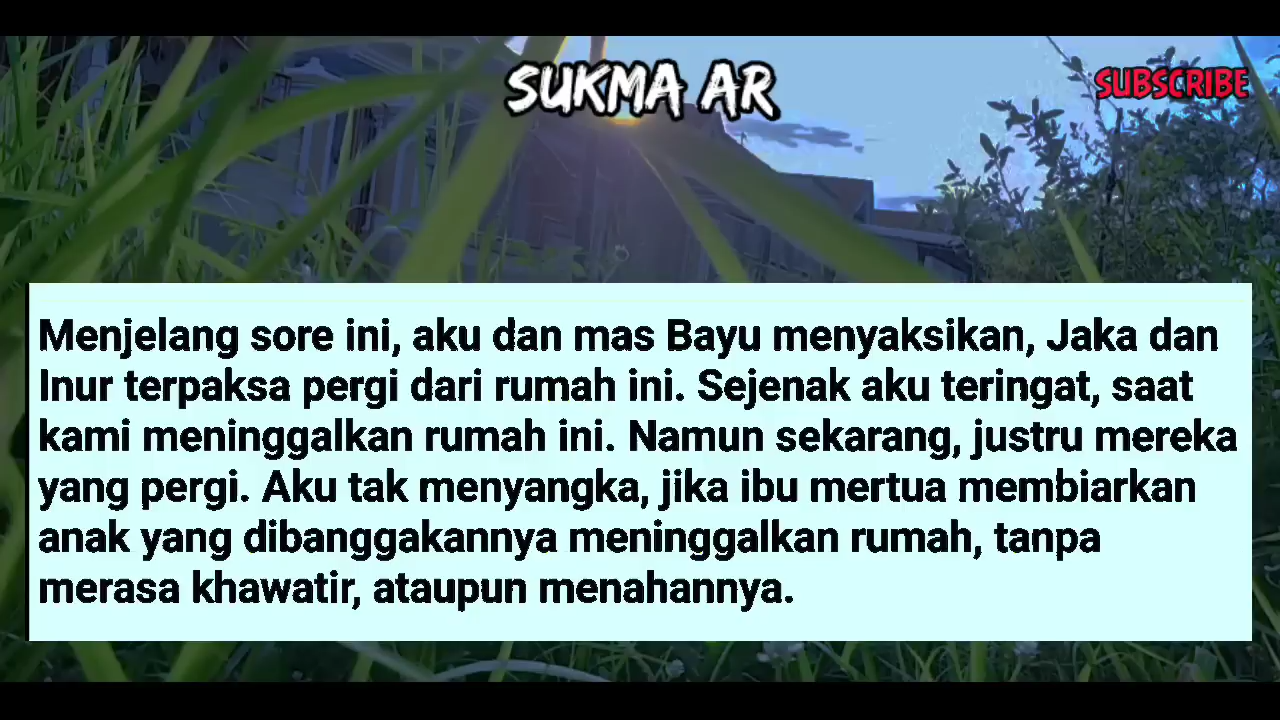 SUKMA AR
SUBSCRIBE
Menjelang sore ini, aku dan mas Bayu menyaksikan, Jaka dan
Inur terpaksa pergi dari rumah ini. Sejenak aku teringat, saat
kami meninggalkan rumah ini. Namun sekarang, justru mereka
yang pergi. Aku tak menyangka, jika ibu mertua membiarkan
anak yang dibanggakannya meninggalkan rumah, tanpa
merasa khawatir, ataupun menahannya.